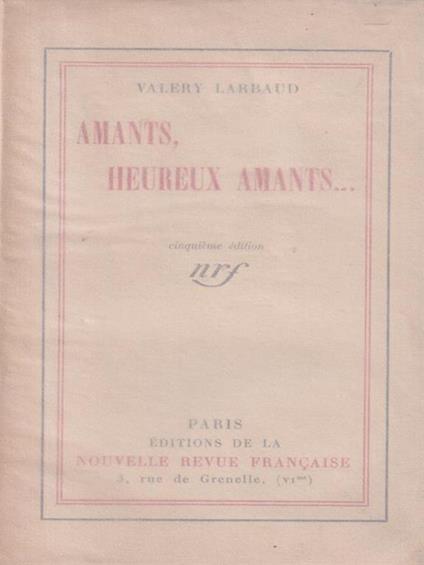 VALERY LARBAUD
AMANTS,
HEUREUX AMANTS...
cinquième édition
nrf
PARIS
ÉDITIONS DE LA
NOUVELLE REVUE FRANÇAISE
3, rue de Grenelle, (VIme)